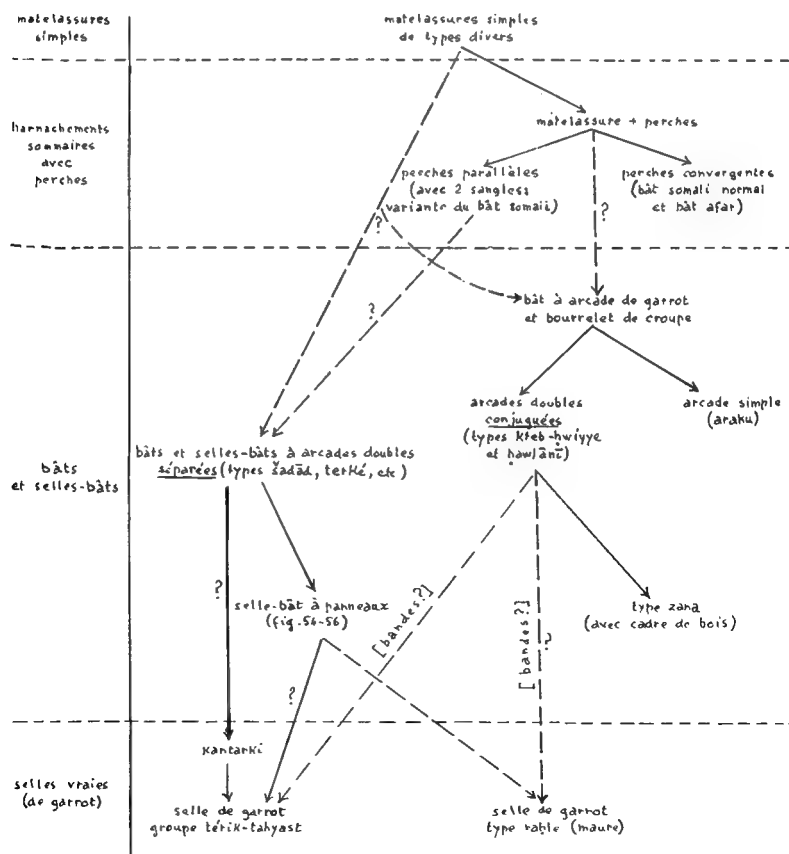 matelassures
simples
matelassures simples
de types divers
harnachements
sommaires
avec
perches
matelassure + perches
perches parallèles
(avec 2 sangles:
variante du bât somali)
perches convergentes
(bât somali normal
et bât afar)
?
?
?
bât à arcade de garrot
et bourrelet de croupe
bâts
et selles-bâts
bâts et selles-bâts à arcades doubles
séparées (types šadād, terké, etc)
arcades doubles
conjuguées
(types kteb-hwiyye
et ḥawlānī)
arcade simple
(araku)
?
selle-bât à panneaux
(fig. 54-56)
[bandes?]
[bandes?]
?
type zana
(avec cadre de bois)
?
selles vraies
(de garrot)
kantarki
selle de garrot
groupe térik-tahyast
selle de garrot
type raḥle (maure)